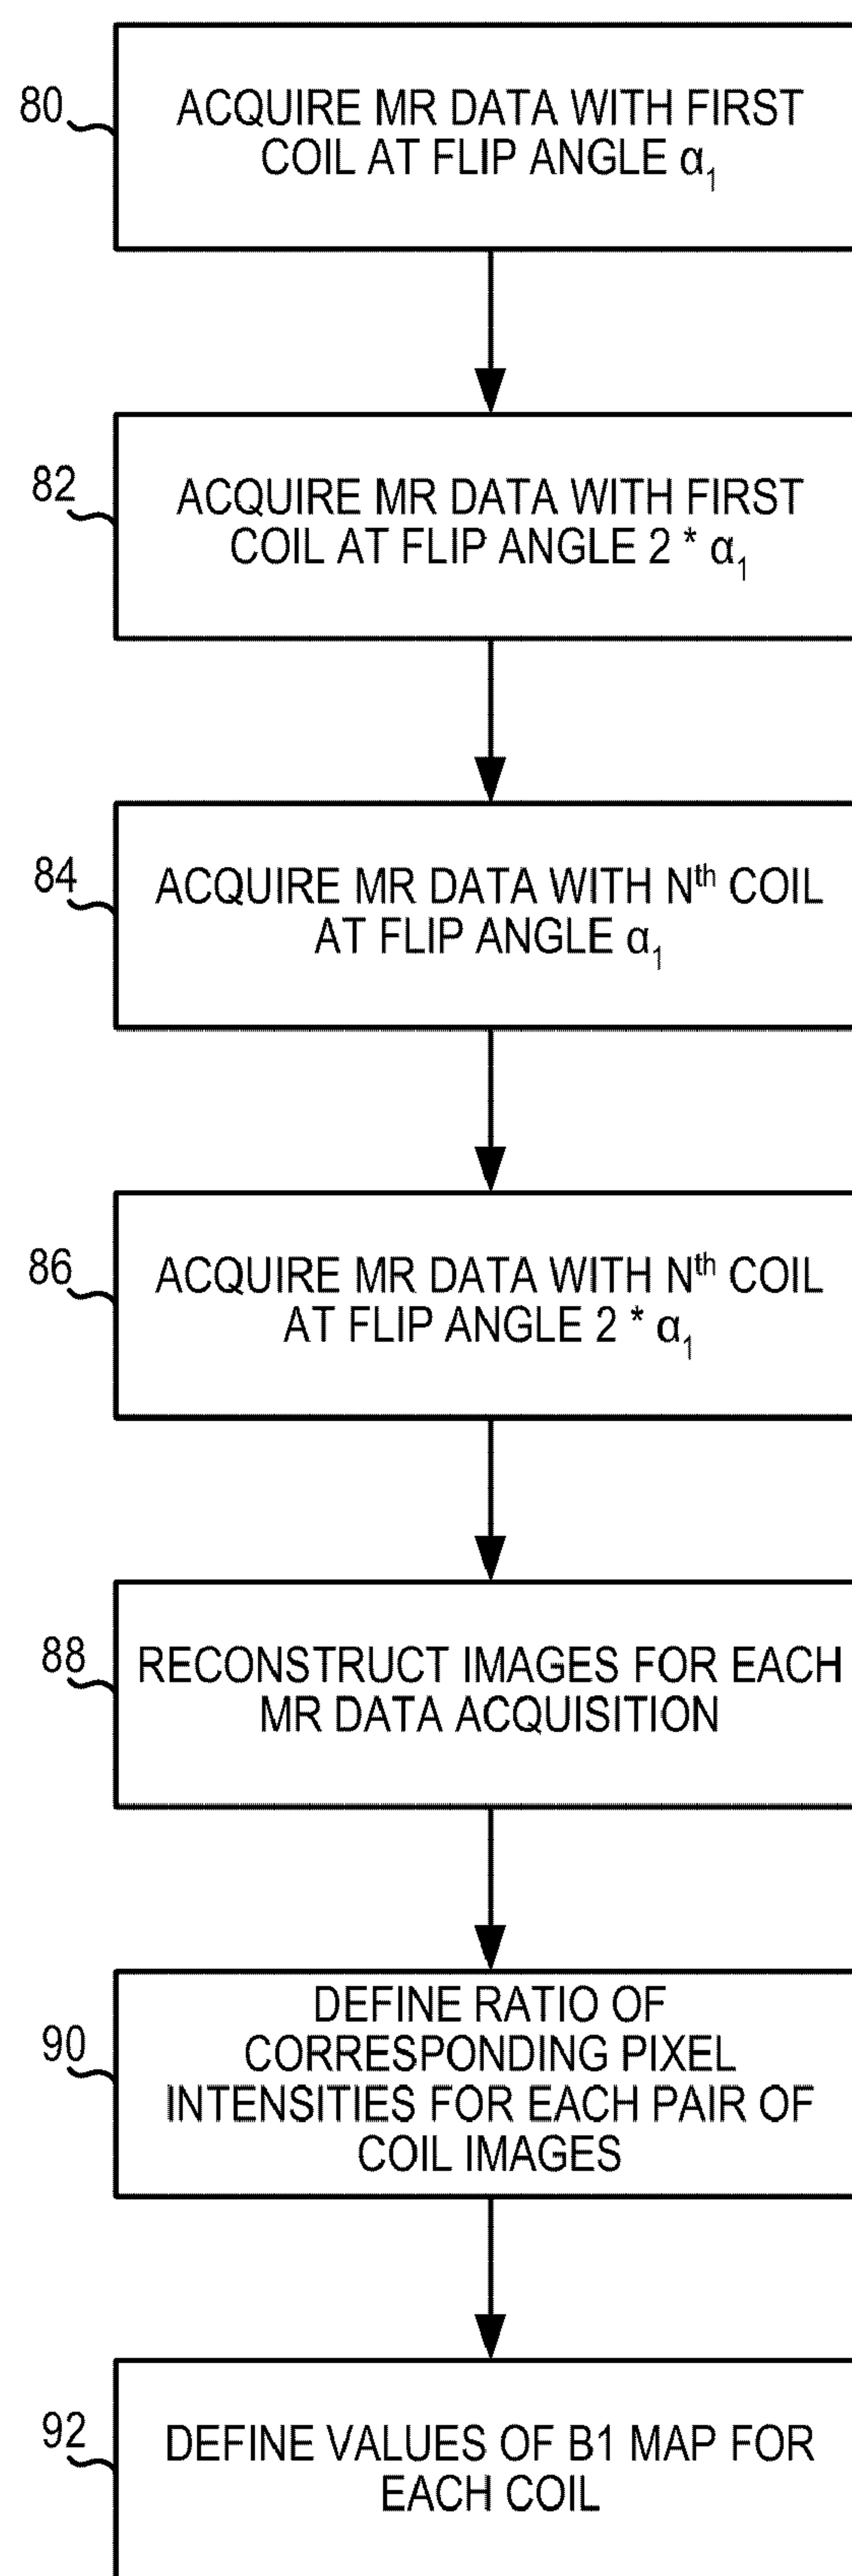 80
ACQUIRE MR DATA WITH FIRST
COIL AT FLIP ANGLE α₁
82
ACQUIRE MR DATA WITH FIRST
COIL AT FLIP ANGLE 2 * α₁
84
ACQUIRE MR DATA WITH Nᵗʰ COIL
AT FLIP ANGLE α₁
86
ACQUIRE MR DATA WITH Nᵗʰ COIL
AT FLIP ANGLE 2 * α₁
88
RECONSTRUCT IMAGES FOR EACH
MR DATA ACQUISITION
90
DEFINE RATIO OF
CORRESPONDING PIXEL
INTENSITIES FOR EACH PAIR OF
COIL IMAGES
92
DEFINE VALUES OF B1 MAP FOR
EACH COIL